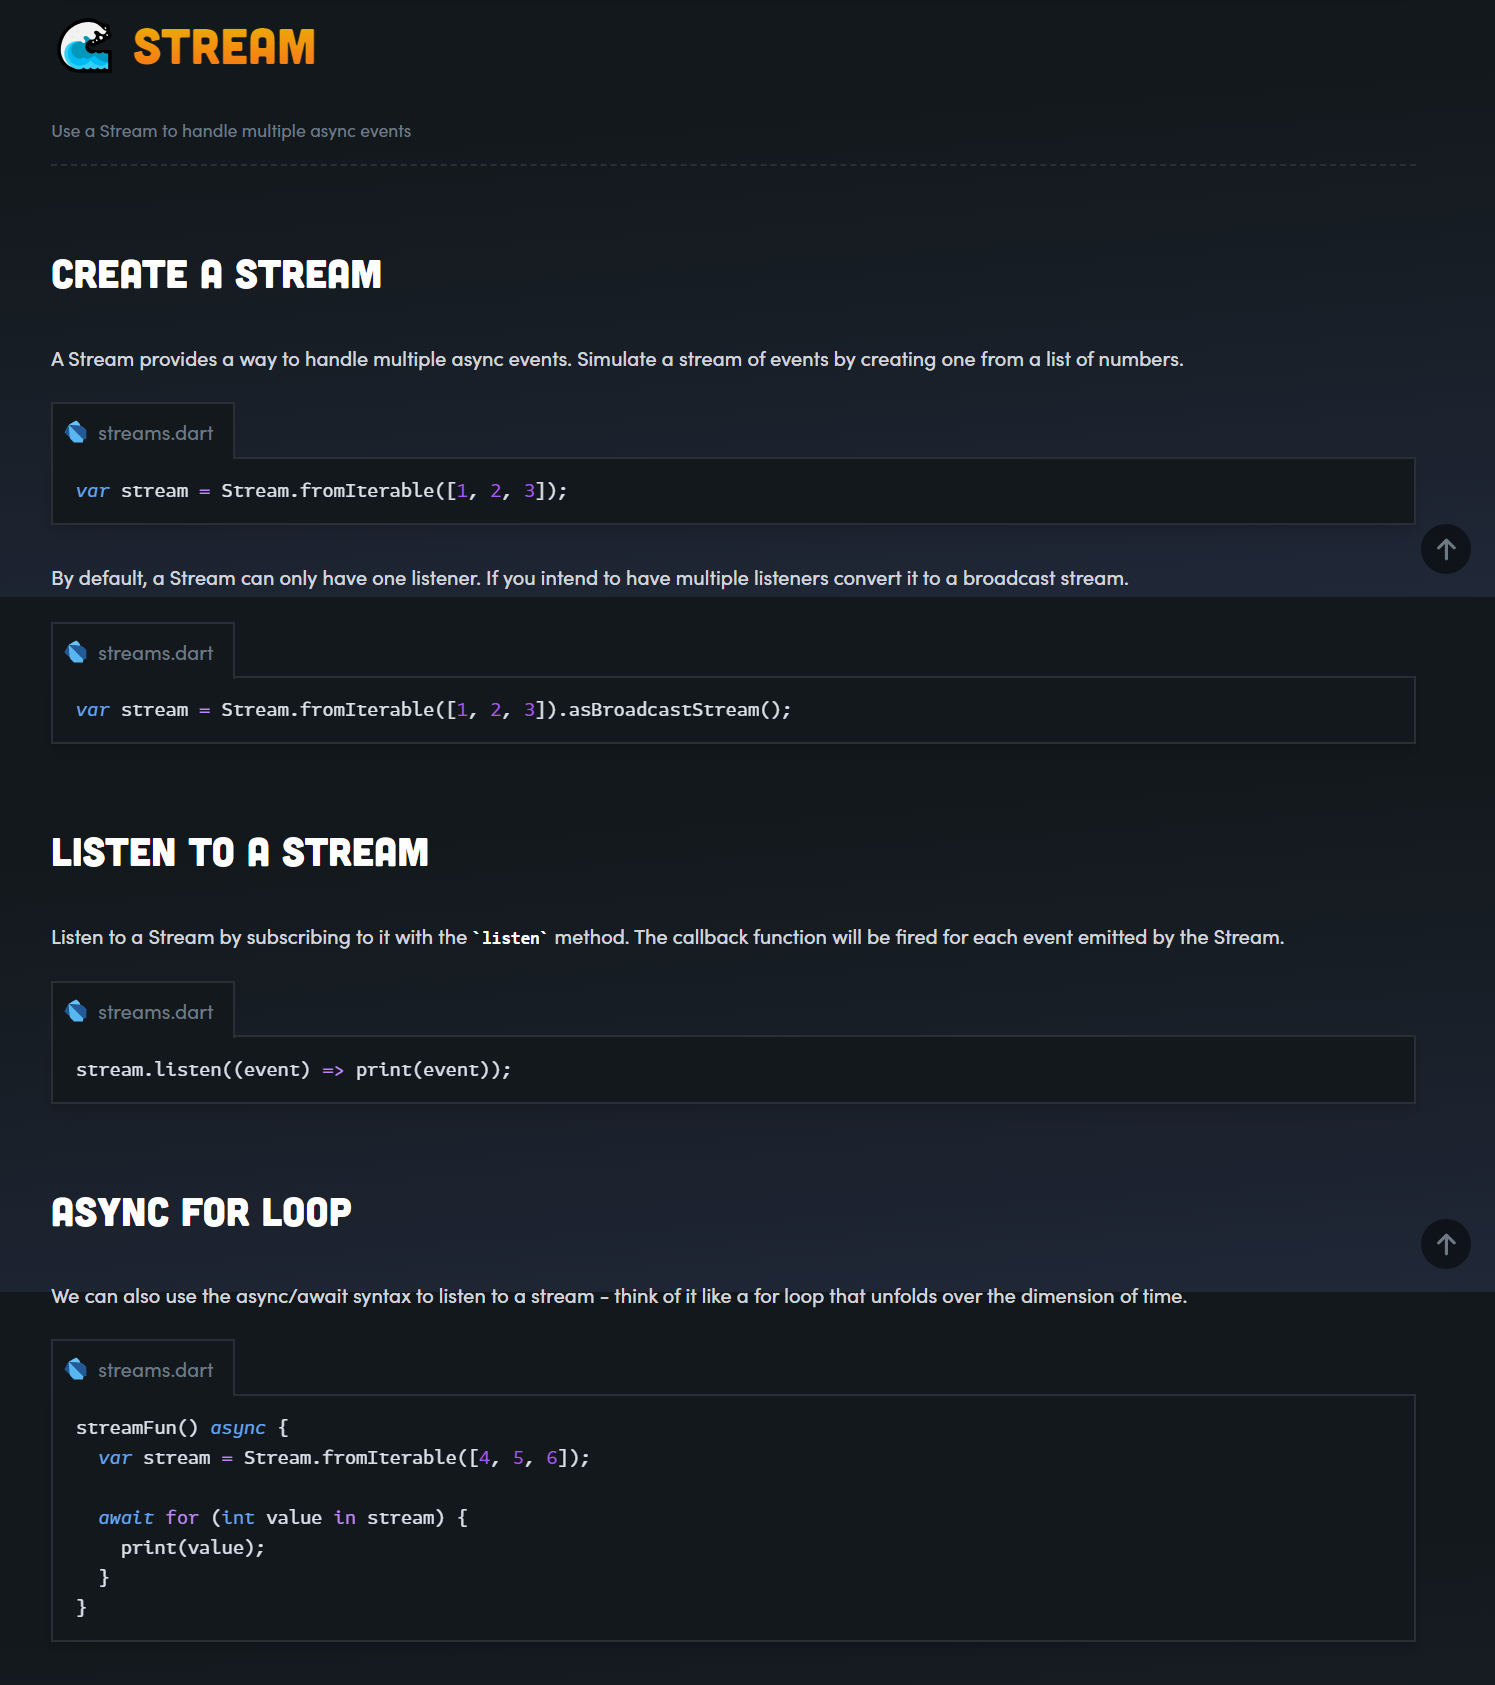 STREAM
Use a Stream to handle multiple async events
CREATE A STREAM
A Stream provides a way to handle multiple async events. Simulate a stream of events by creating one from a list of numbers.
streams.dart
var stream = Stream.fromIterable([1, 2, 3]);
By default, a Stream can only have one listener. If you intend to have multiple listeners convert it to a broadcast stream.
streams.dart
var stream = Stream.fromIterable([1, 2, 3]).asBroadcastStream();
LISTEN TO A STREAM
Listen to a Stream by subscribing to it with the `listen` method. The callback function will be fired for each event emitted by the Stream.
streams.dart
stream.listen((event) => print(event));
ASYNC FOR LOOP
We can also use the async/await syntax to listen to a stream - think of it like a for loop that unfolds over the dimension of time.
streams.dart
streamFun() async {
  var stream = Stream.fromIterable([4, 5, 6]);

  await for (int value in stream) {
    print(value);
  }
}